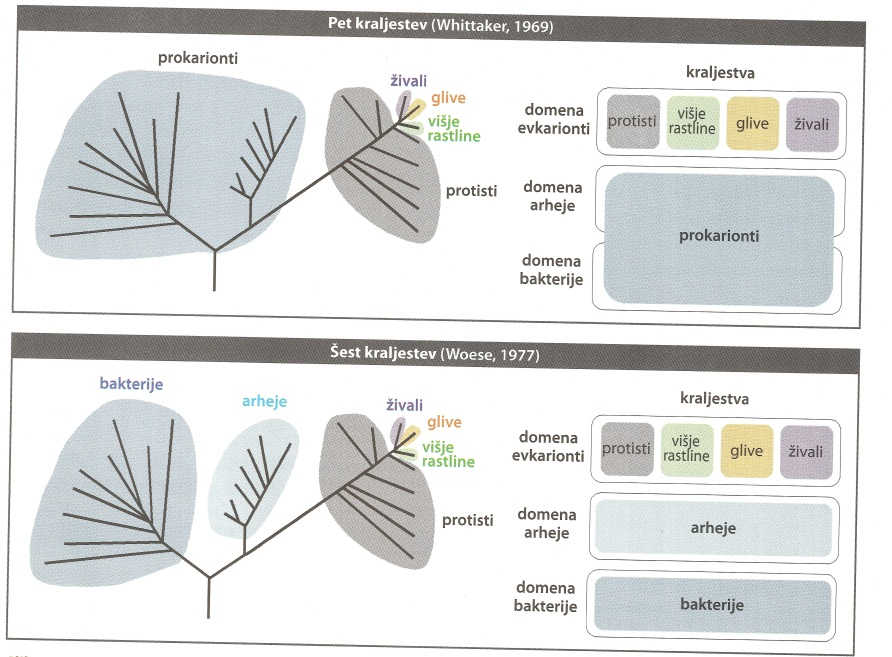 Pet kraljestev (Whittaker, 1969)
prokarionti
živali
glive
višje
rastline
protisti
kraljestva
domena
evkarionti
protisti
višje
rastline
glive
živali
domena
arheje
prokarionti
domena
bakterije
Šest kraljestev (Woese, 1977)
bakterije
arheje
živali
glive
višje
rastline
protisti
kraljestva
domena
evkarionti
protisti
višje
rastline
glive
živali
domena
arheje
arheje
domena
bakterije
bakterije